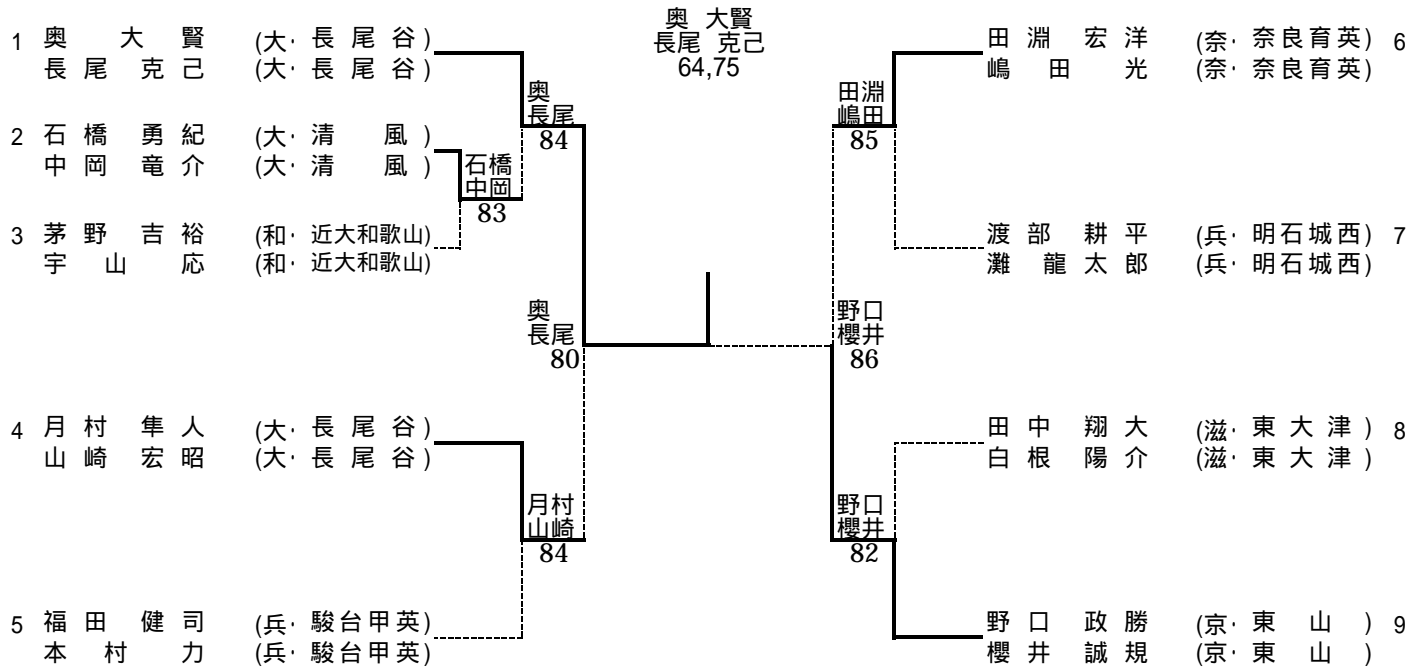 奥 大賢
長尾 克己
64,75
1 奥 大 賢 (大・長尾谷)
長尾 克己 (大・長尾谷)
奥
長尾
84
2 石橋 勇紀 (大・清 風)
中岡 竜介 (大・清 風)
石橋
中岡
83
3 茅野 吉裕 (和・近大和歌山)
宇山 応 (和・近大和歌山)
奥
長尾
80
4 月村 隼人 (大・長尾谷)
山崎 宏昭 (大・長尾谷)
月村
山崎
84
5 福田 健司 (兵・駿台甲英)
本村 力 (兵・駿台甲英)
田淵 宏洋 (奈・奈良育英) 6
嶋田 光 (奈・奈良育英)
田淵
嶋田
85
渡部 耕平 (兵・明石城西) 7
灘 龍太郎 (兵・明石城西)
野口
櫻井
86
田中 翔大 (滋・東大津) 8
白根 陽介 (滋・東大津)
野口
櫻井
82
野口 政勝 (京・東 山) 9
櫻井 誠規 (京・東 山)